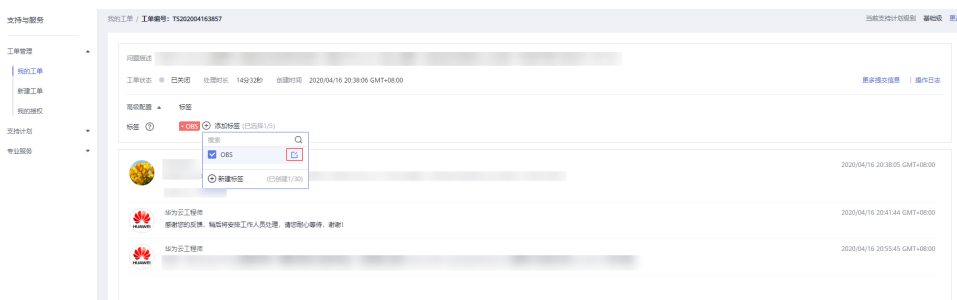 支持与服务
我的工单 / 工单编号：TS202004163857
当前支持计划级别 基础级
工单管理
我的工单
新建工单
我的授权
支持计划
专业服务
问题描述
工单状态 已关闭 处理时长 14分32秒 创建时间 2020/04/16 20:38:06 GMT+08:00
更多提交信息 | 操作日志
高级配置 标签
标签 OBS 添加标签 (已选择1/5)
搜索
OBS
新建标签 (已创建1/30)
2020/04/16 20:38:05 GMT+08:00
华为云工程师
2020/04/16 20:41:44 GMT+08:00
感谢您的反馈，稍后将安排工作人员处理，请您耐心等待，谢谢！
HUAWEI
华为云工程师
2020/04/16 20:55:45 GMT+08:00
HUAWEI